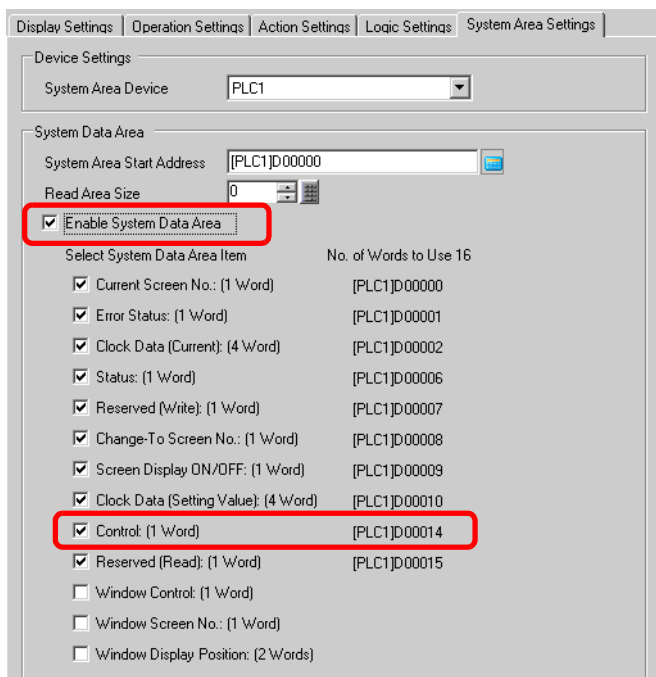 Display Settings Operation Settings Action Settings Logic Settings System Area Settings
Device Settings
System Area Device PLC1
System Data Area
System Area Start Address [PLC1]D00000
Read Area Size 0
Enable System Data Area
Select System Data Area Item No. of Words to Use 16
Current Screen No.: (1 Word) [PLC1]D00000
Error Status: (1 Word) [PLC1]D00001
Clock Data (Current): (4 Word) [PLC1]D00002
Status: (1 Word) [PLC1]D00006
Reserved (Write): (1 Word) [PLC1]D00007
Change-To Screen No.: (1 Word) [PLC1]D00008
Screen Display ON/OFF: (1 Word) [PLC1]D00009
Clock Data (Setting Value): (4 Word) [PLC1]D00010
Control: (1 Word) [PLC1]D00014
Reserved (Read): (1 Word) [PLC1]D00015
Window Control: (1 Word)
Window Screen No.: (1 Word)
Window Display Position: (2 Words)